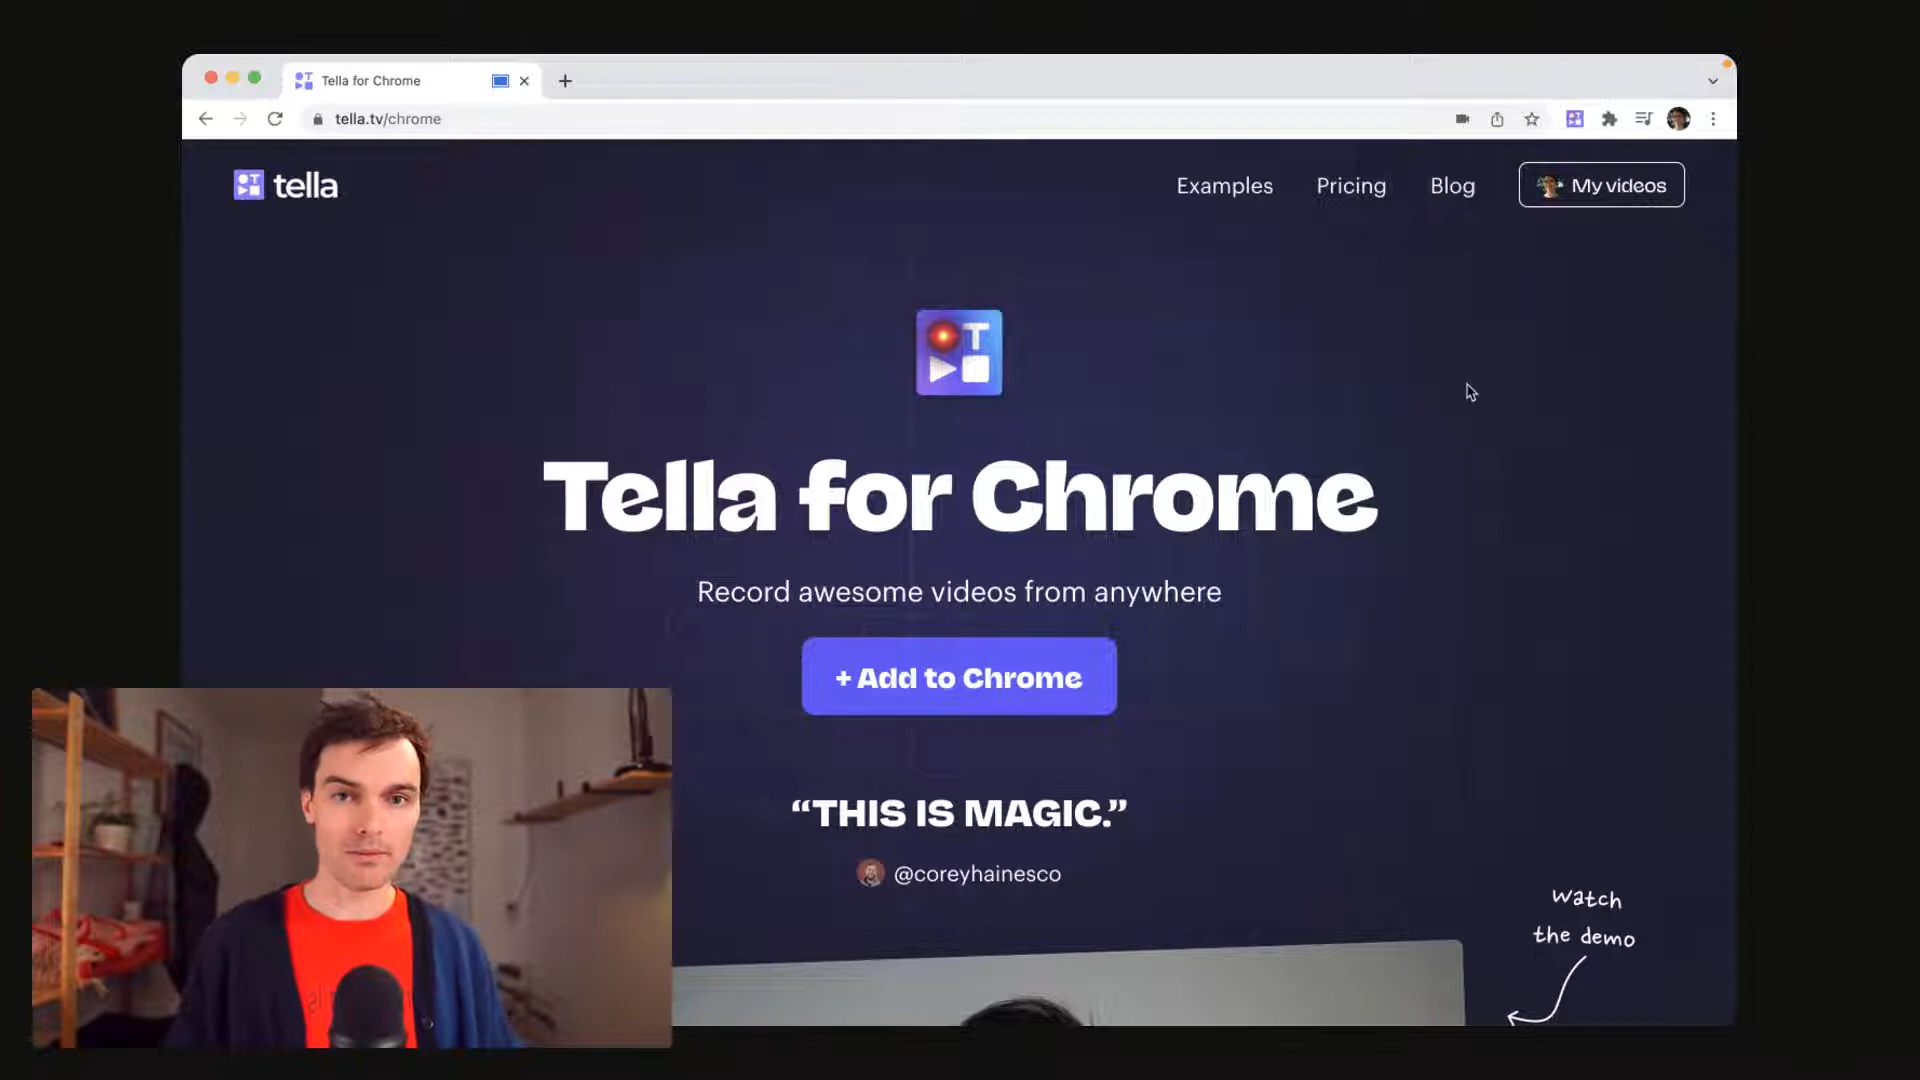 Tella for Chrome
tella.tv/chrome
tella
Examples
Pricing
Blog
My videos
T
Tella for Chrome
Record awesome videos from anywhere
+ Add to Chrome
“THIS IS MAGIC.”
@coreyhainesco
watch
the demo